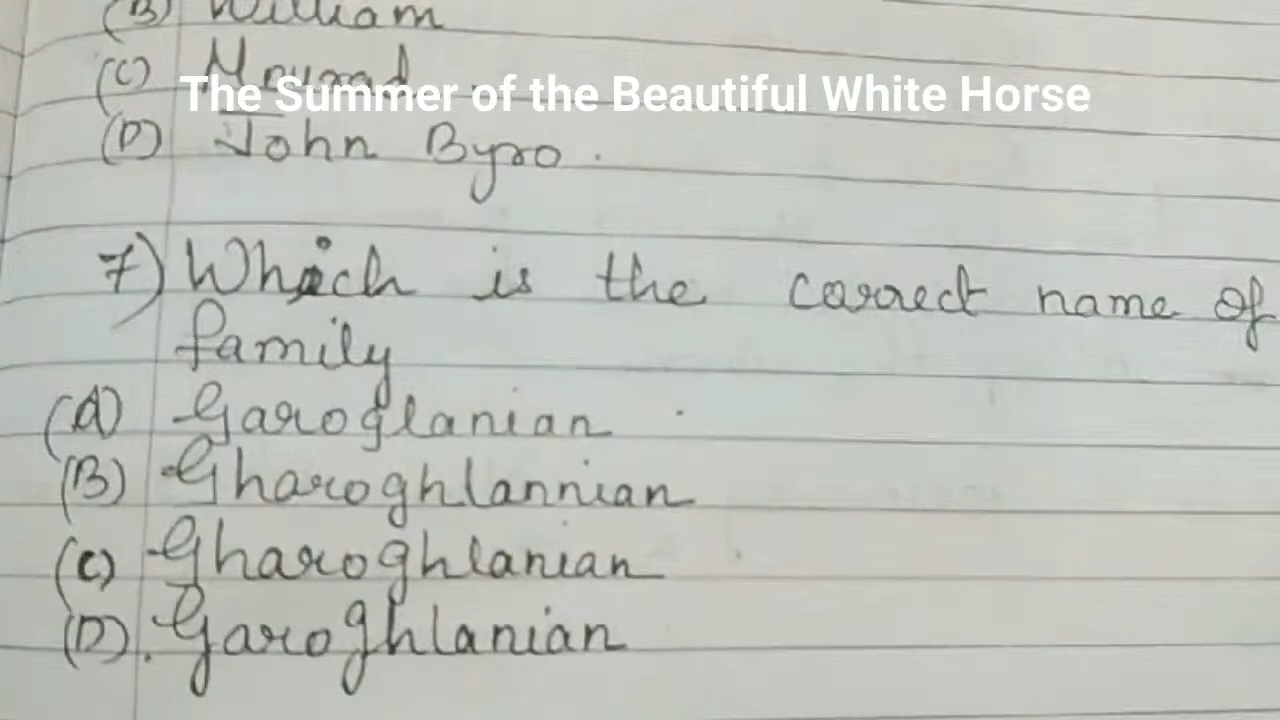 (B) William
(C) Mourad
The Summer of the Beautiful White Horse
(D) John Byro.
7) Which is the correct name of
family
(A) Garoglanian
(B) Gharoghlannian
(C) Gharoghlanian
(D). Garoghlanian